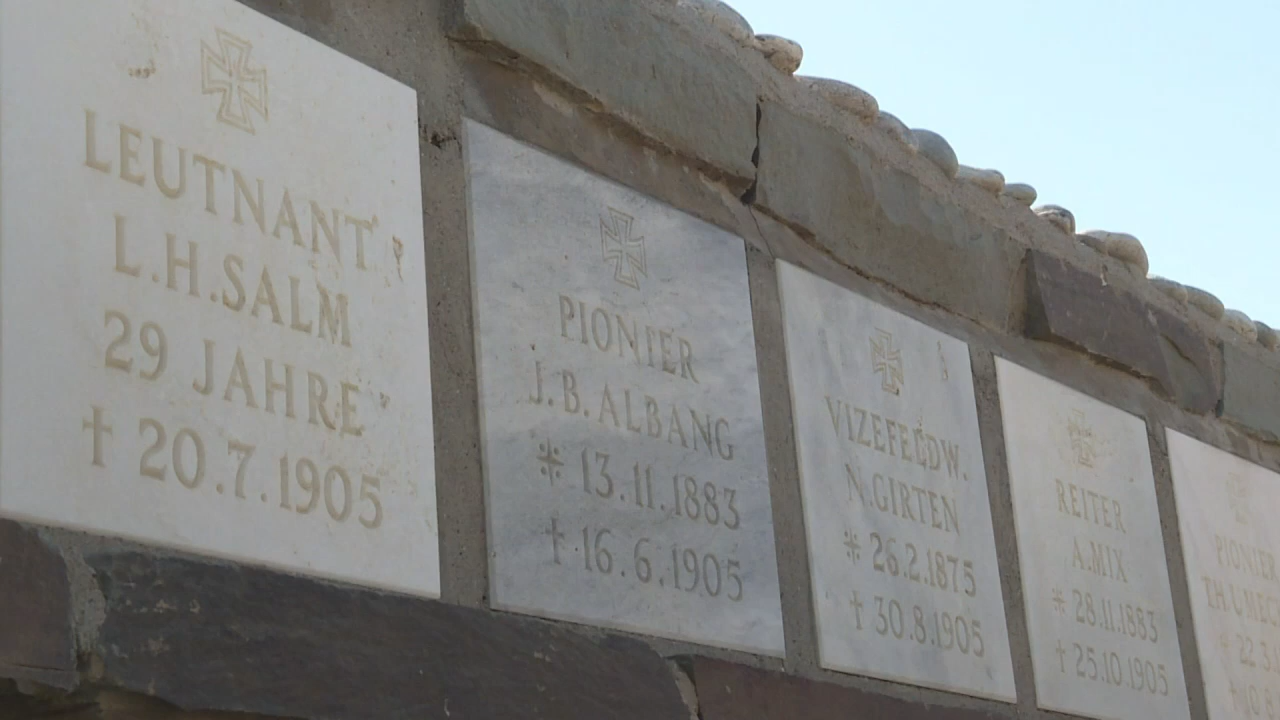 LEUTNANT
L.H.SALM
29 JAHRE
† 20.7.1905
PIONIER
J.B.ALBANG
* 13.11.1883
† 16.6.1905
VIZEFELDW.
N.GIRTEN
* 26.2.1875
† 30.8.1905
REITER
A.MIX
* 28.11.1883
† 25.10.1905
PIONIER